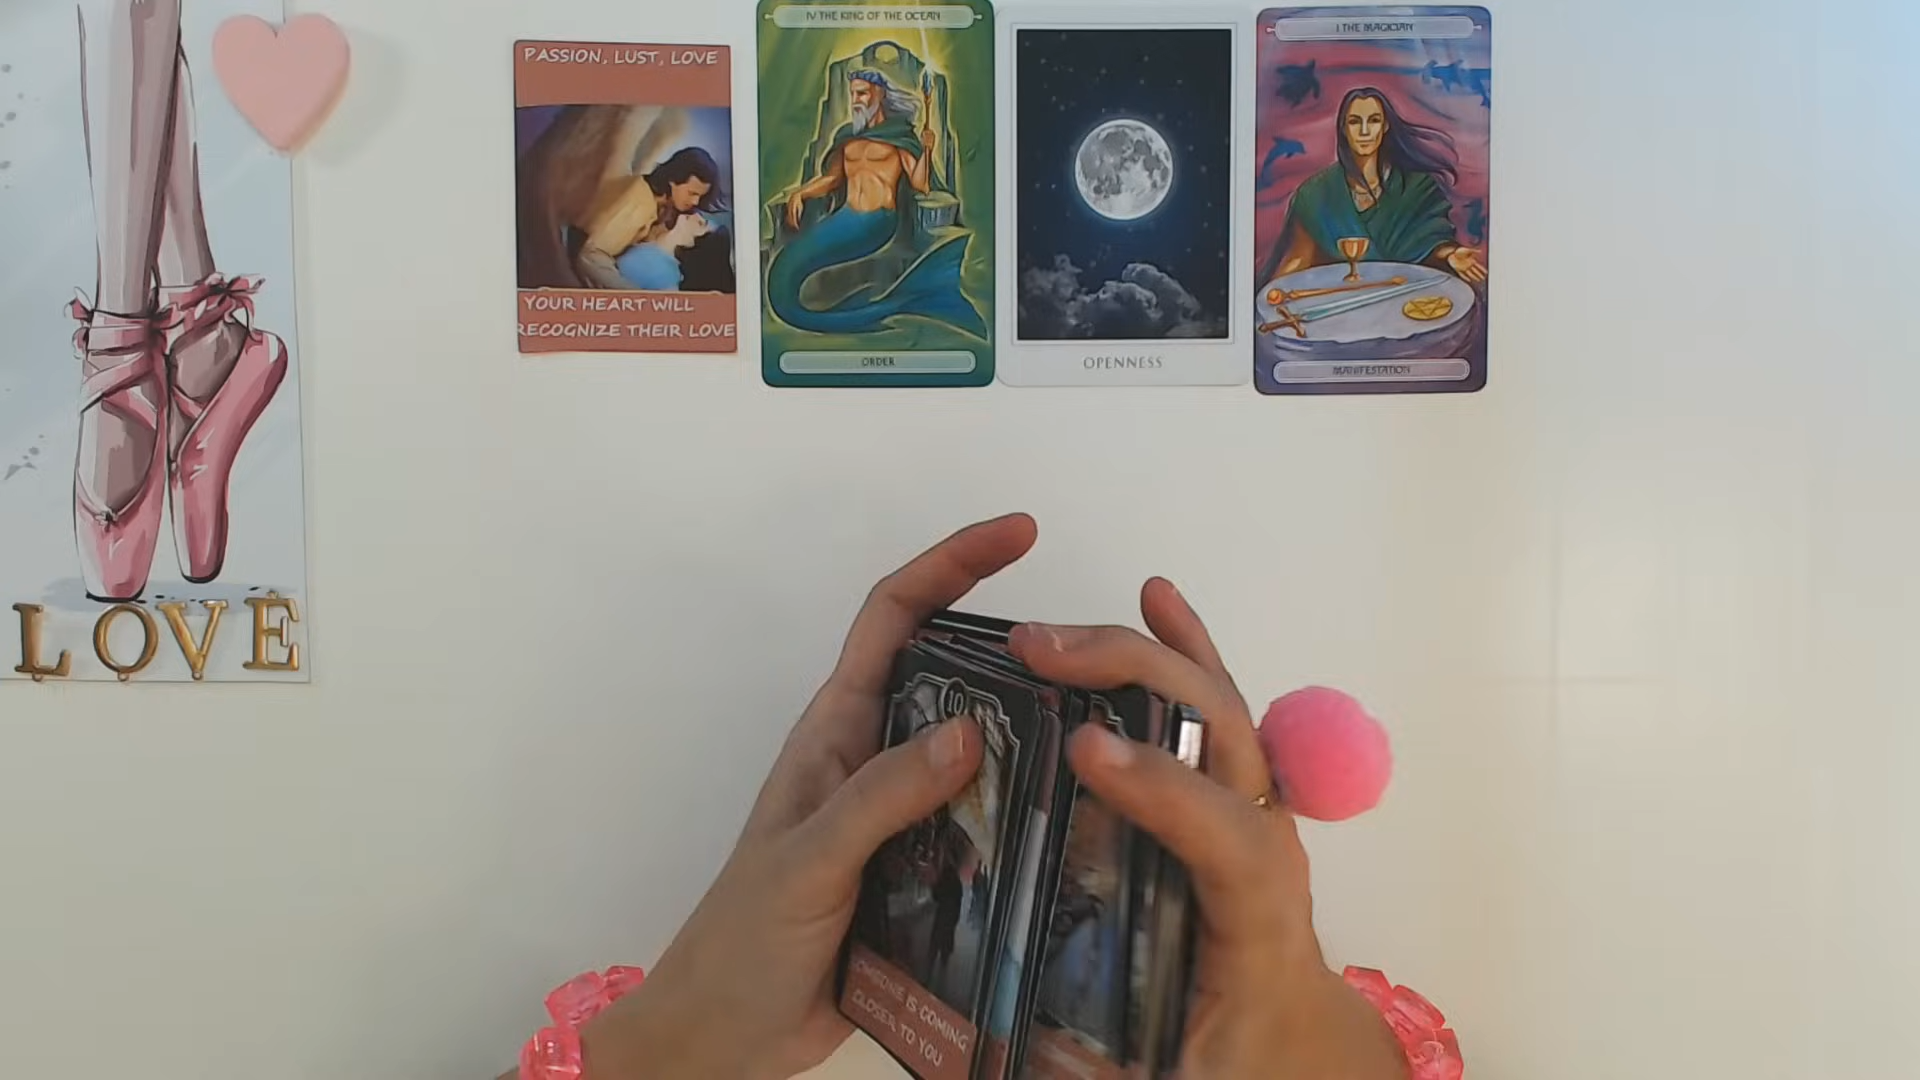 PASSION, LUST, LOVE
YOUR HEART WILL
RECOGNIZE THEIR LOVE
IV THE KING OF THE OCEAN
ORDER
OPENNESS
I THE MAGICIAN
MANIFESTATION
LOVE
10
SOMEONE IS COMING
CLOSER TO YOU